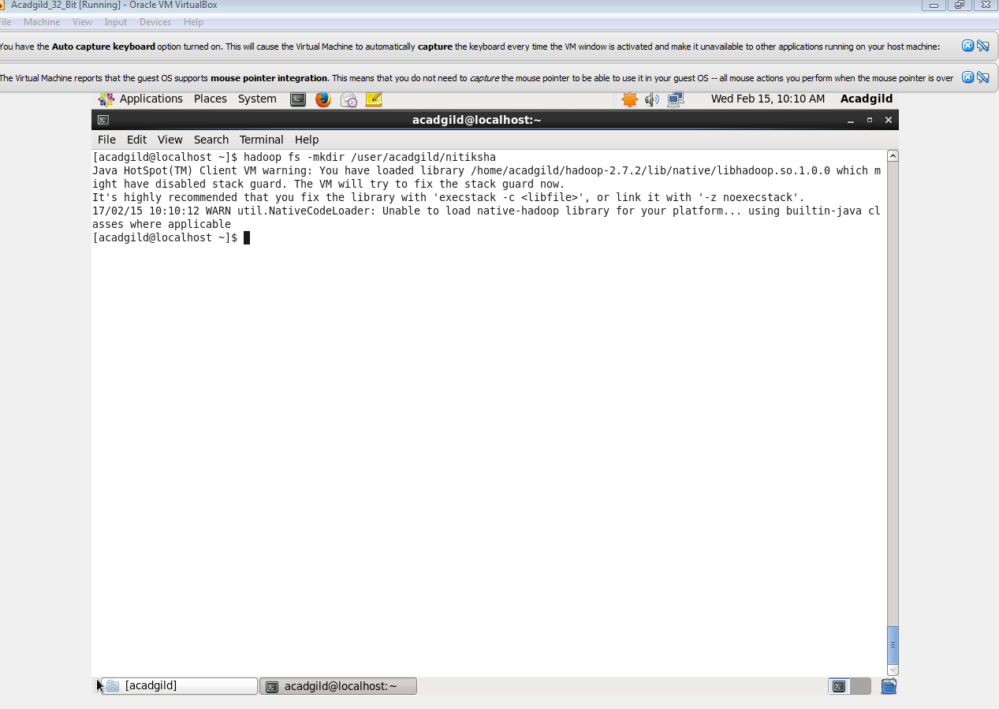 Acadgild_32_Bit [Running] - Oracle VM VirtualBox
File Machine View Input Devices Help
You have the Auto capture keyboard option turned on. This will cause the Virtual Machine to automatically capture the keyboard every time the VM window is activated and make it unavailable to other applications running on your host machine:
The Virtual Machine reports that the guest OS supports mouse pointer integration. This means that you do not need to capture the mouse pointer to be able to use it in your guest OS -- all mouse actions you perform when the mouse pointer is over
Applications Places System Wed Feb 15, 10:10 AM Acadgild
acadgild@localhost:~
File Edit View Search Terminal Help
[acadgild@localhost ~]$ hadoop fs -mkdir /user/acadgild/nitiksha
Java HotSpot(TM) Client VM warning: You have loaded library /home/acadgild/hadoop-2.7.2/lib/native/libhadoop.so.1.0.0 which m
ight have disabled stack guard. The VM will try to fix the stack guard now.
It's highly recommended that you fix the library with 'execstack -c <libfile>', or link it with '-z noexecstack'.
17/02/15 10:10:12 WARN util.NativeCodeLoader: Unable to load native-hadoop library for your platform... using builtin-java cl
asses where applicable
[acadgild@localhost ~]$
[acadgild] acadgild@localhost:~